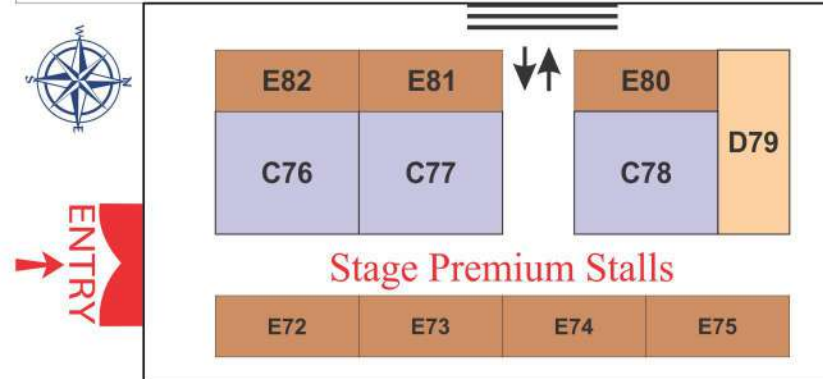 W
S N
E
E82 E81 E80
D79
C76 C77 C78
ENTRY
Stage Premium Stalls
E72 E73 E74 E75